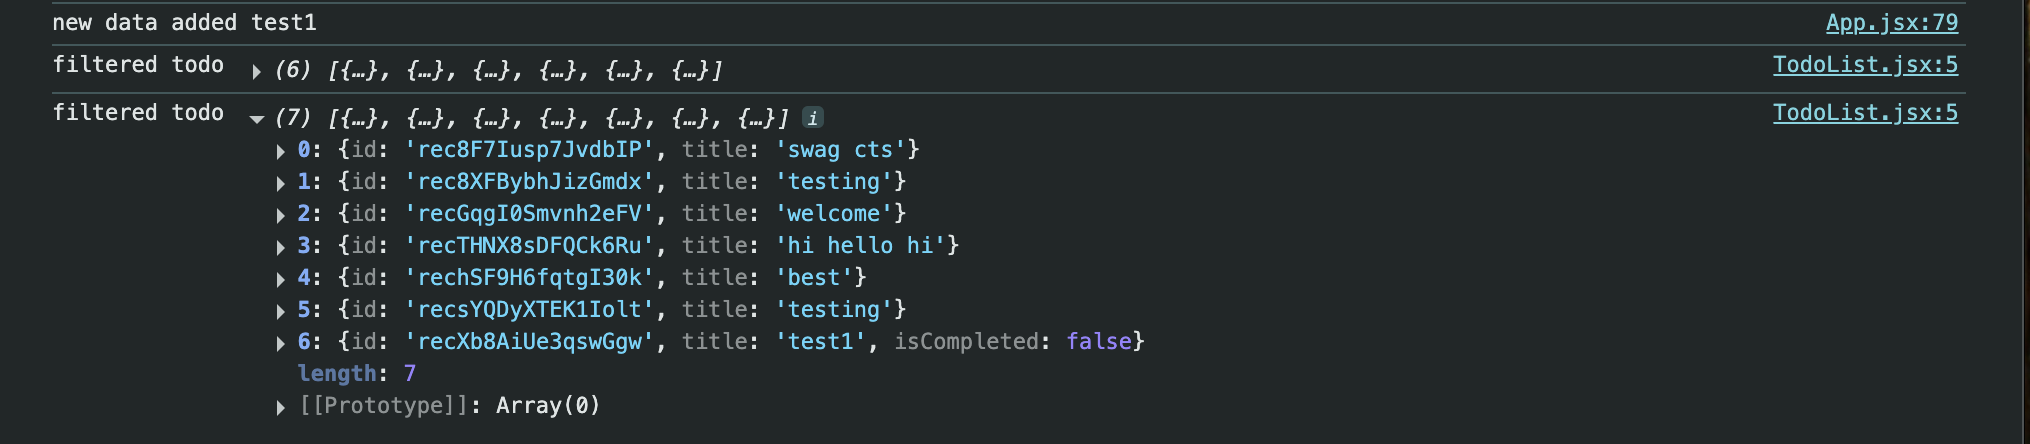 new data added test1 App.jsx:79
filtered todo ▶ (6) [{…}, {…}, {…}, {…}, {…}, {…}] TodoList.jsx:5
filtered todo ▼ (7) [{…}, {…}, {…}, {…}, {…}, {…}, {…}] i TodoList.jsx:5
▶ 0: {id: 'rec8F7Iusp7JvdbIP', title: 'swag cts'}
▶ 1: {id: 'rec8XFBybhJizGmdx', title: 'testing'}
▶ 2: {id: 'recGqgI0Smvnh2eFV', title: 'welcome'}
▶ 3: {id: 'recTHNX8sDFQCk6Ru', title: 'hi hello hi'}
▶ 4: {id: 'rechSF9H6fqtgI30k', title: 'best'}
▶ 5: {id: 'recsYQDyXTEK1Iolt', title: 'testing'}
▶ 6: {id: 'recXb8AiUe3qswGgw', title: 'test1', isCompleted: false}
length: 7
▶ [[Prototype]]: Array(0)